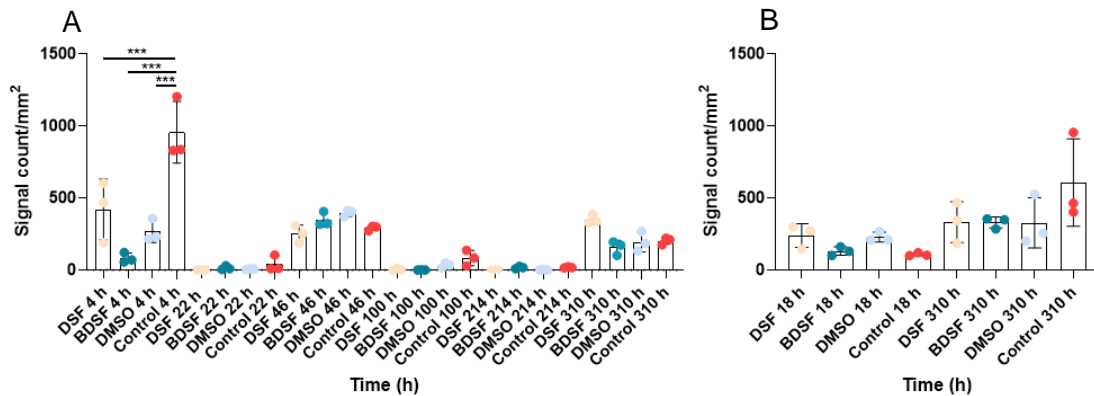 A
1500
1000
500
0
Signal count/mm²
***
***
***
DSF 4 h
BDSF 4 h
DMSO 4 h
Control 4 h
DSF 22 h
BDSF 22 h
DMSO 22 h
Control 22 h
DSF 46 h
BDSF 46 h
DMSO 46 h
Control 46 h
DSF 100 h
BDSF 100 h
DMSO 100 h
Control 100 h
DSF 214 h
BDSF 214 h
DMSO 214 h
Control 214 h
DSF 310 h
BDSF 310 h
DMSO 310 h
Control 310 h
Time (h)
B
1500
1000
500
0
Signal count/mm²
DSF 18 h
BDSF 18 h
DMSO 18 h
Control 18 h
DSF 310 h
BDSF 310 h
DMSO 310 h
Control 310 h
Time (h)